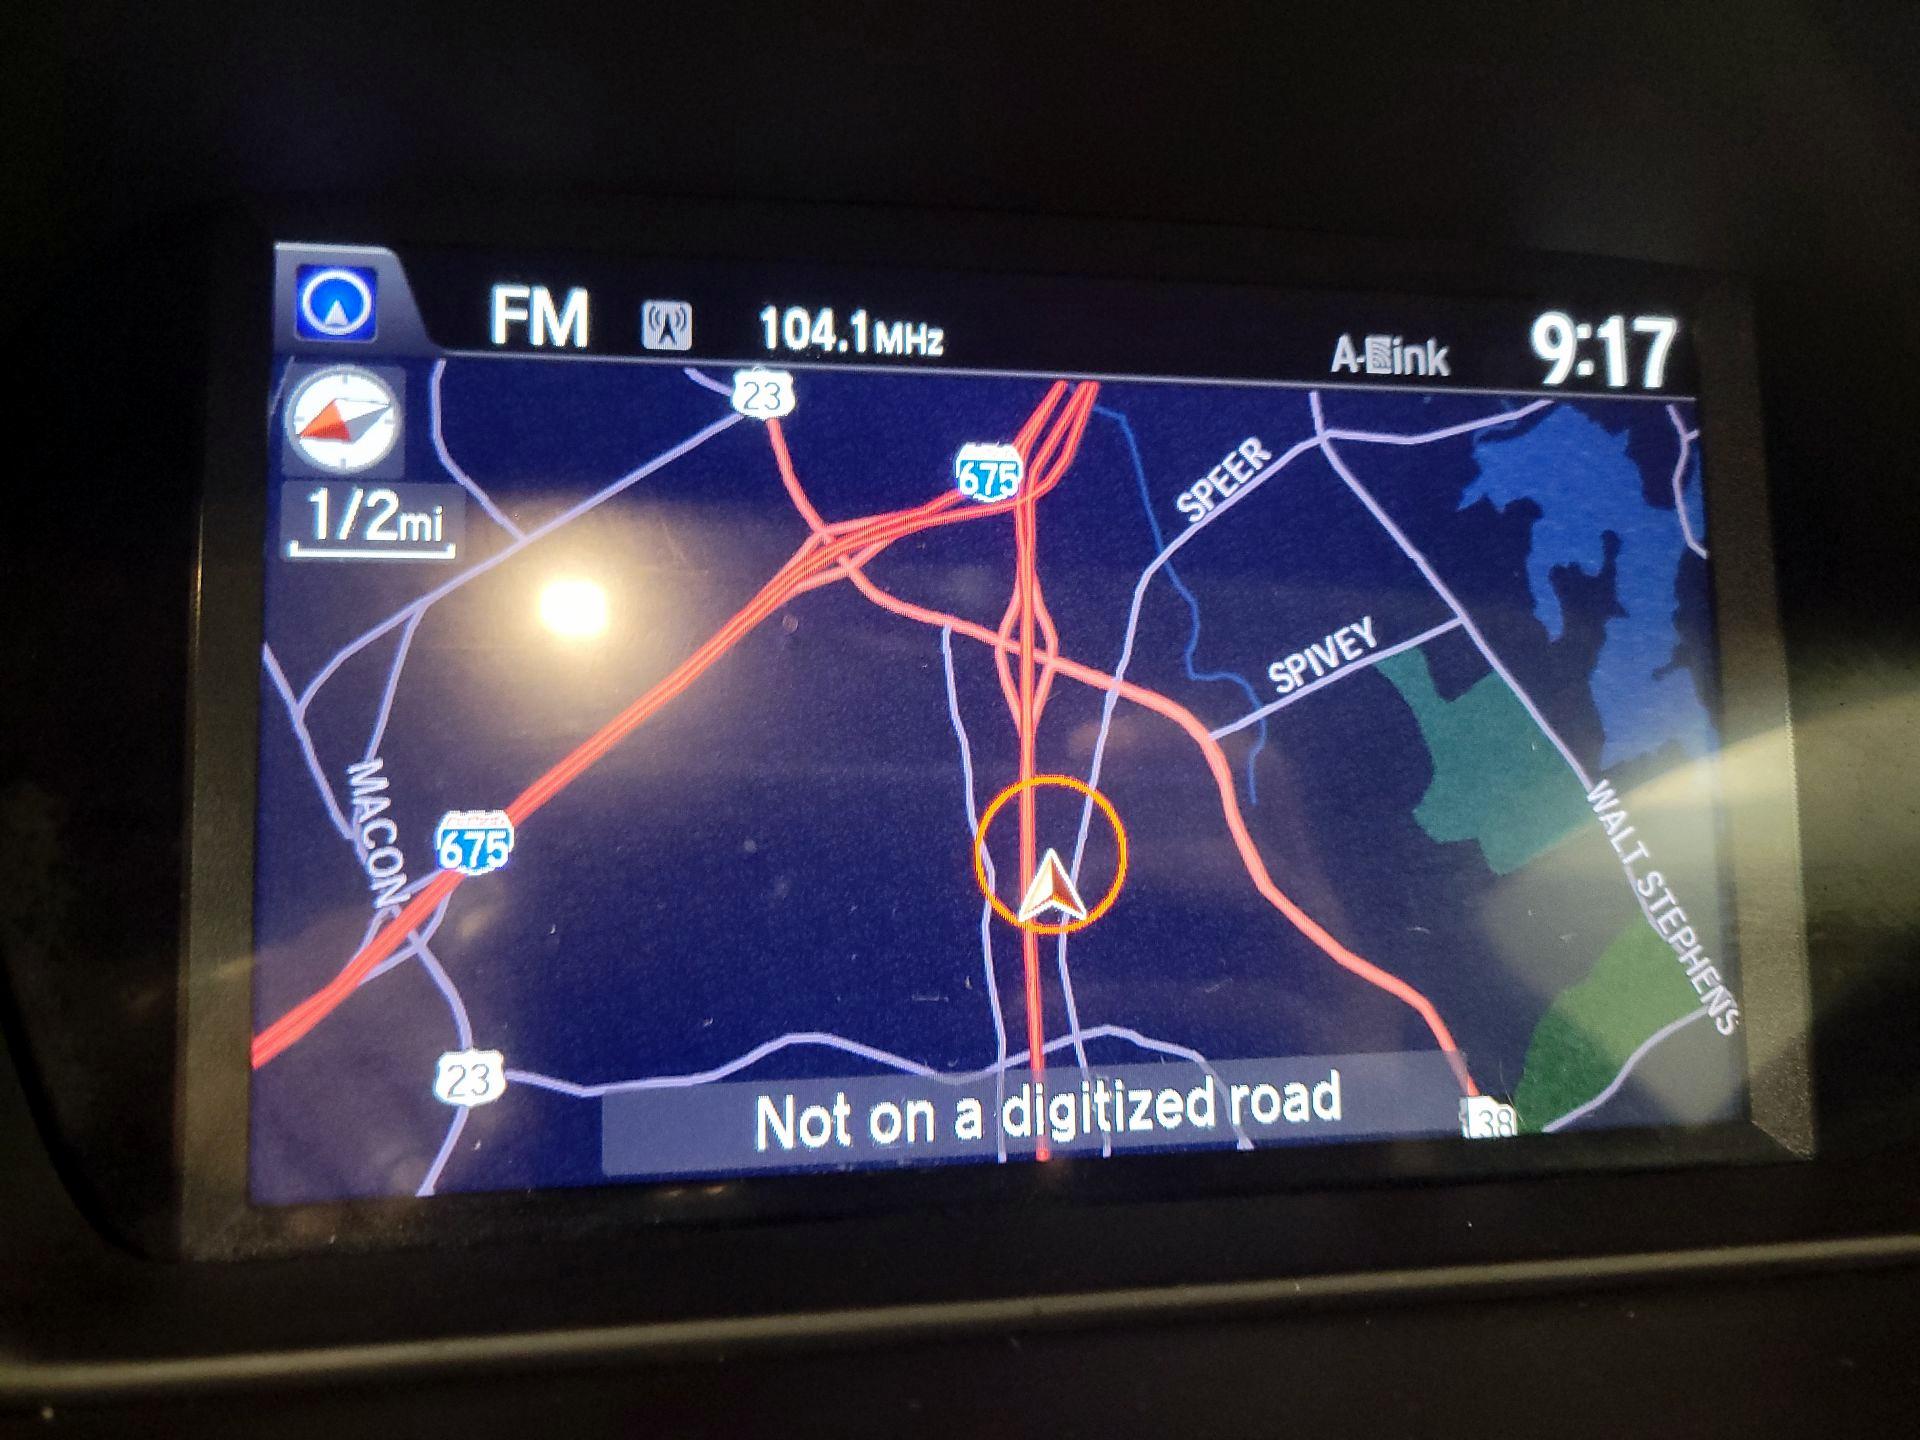 FM 104.1MHz A-Link 9:17
23
675
1/2mi
SPEER
SPIVEY
MACON
675
WALT STEPHENS
23
138
Not on a digitized road